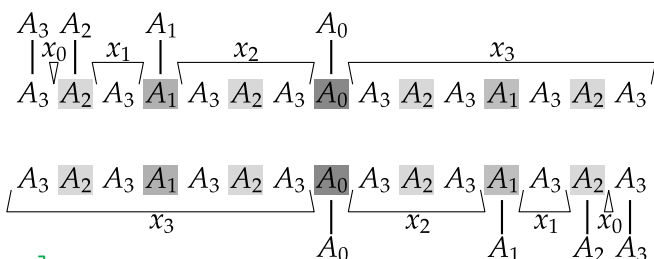 A₃ A₂ A₁ A₀
x₀ x₁ x₂ x₃
A₃ A₂ A₃ A₁ A₃ A₂ A₃ A₀ A₃ A₂ A₃ A₁ A₃ A₂ A₃
A₃ A₂ A₃ A₁ A₃ A₂ A₃ A₀ A₃ A₂ A₃ A₁ A₃ A₂ A₃
x₃ x₂ x₁ x₀
A₀ A₁ A₂ A₃